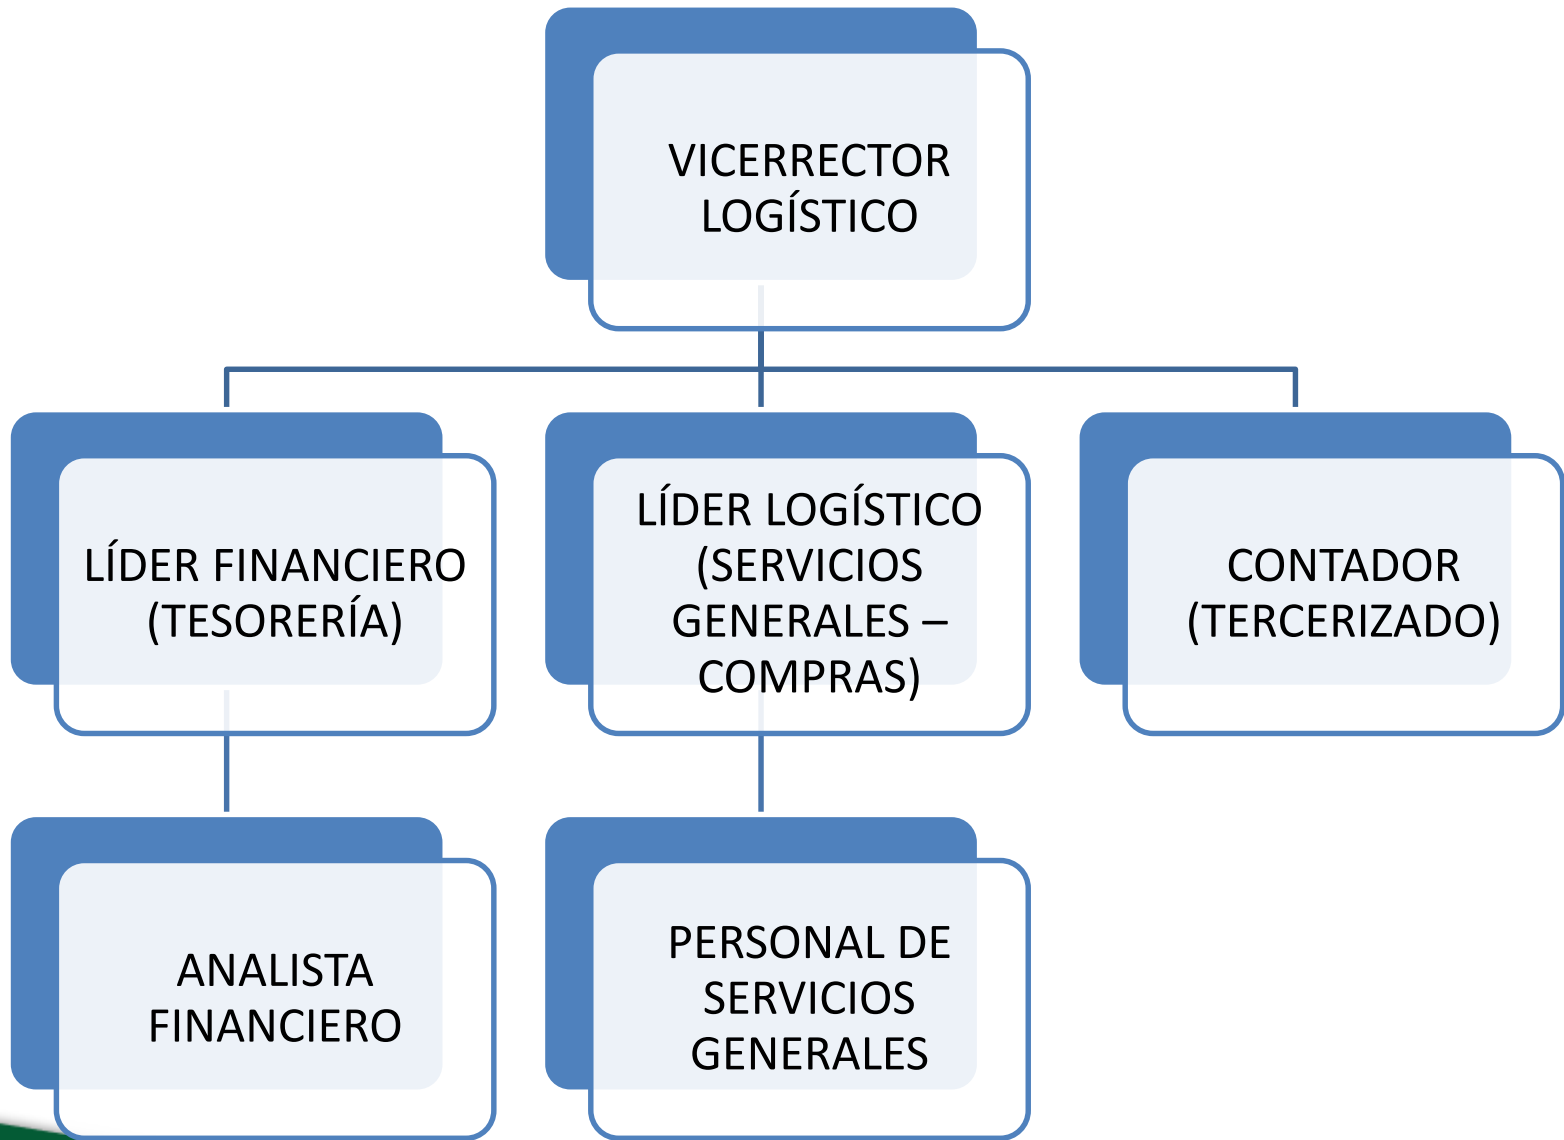 VICERRECTOR
LOGÍSTICO
LÍDER FINANCIERO
(TESORERÍA)
LÍDER LOGÍSTICO
(SERVICIOS
GENERALES –
COMPRAS)
CONTADOR
(TERCERIZADO)
ANALISTA
FINANCIERO
PERSONAL DE
SERVICIOS
GENERALES